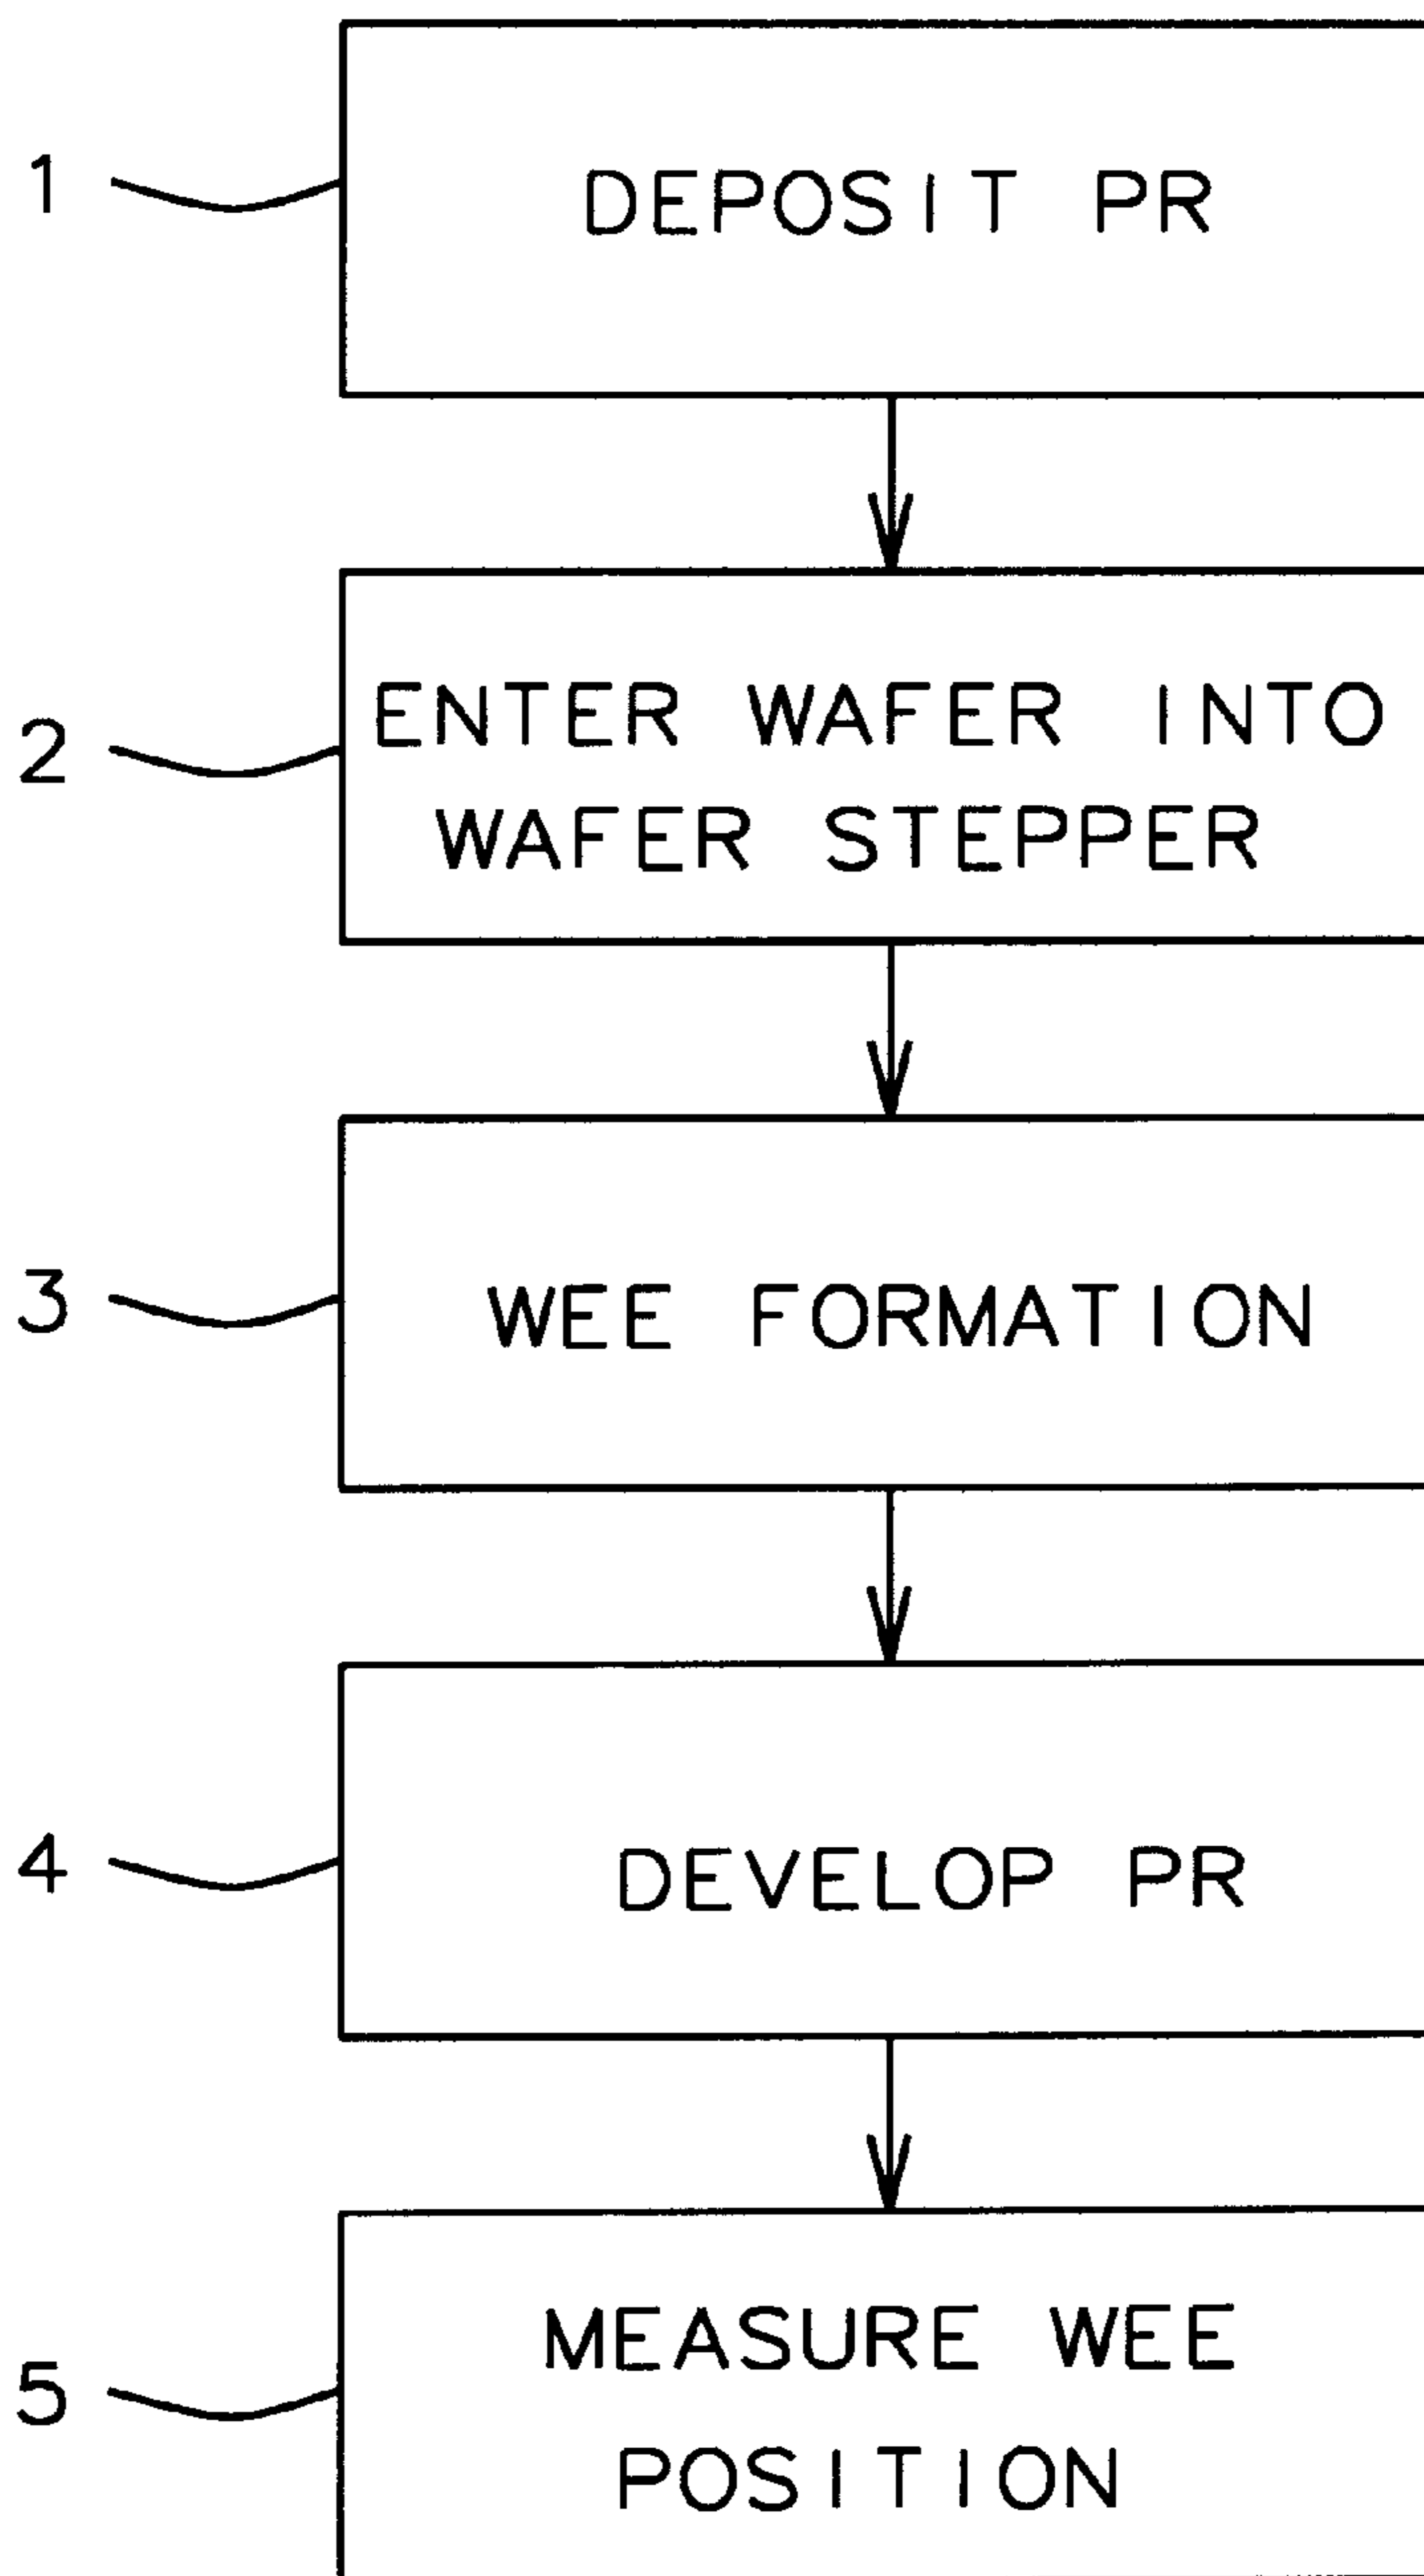 1
DEPOSIT PR
2
ENTER WAFER INTO
WAFER STEPPER
3
WEE FORMATION
4
DEVELOP PR
5
MEASURE WEE
POSITION